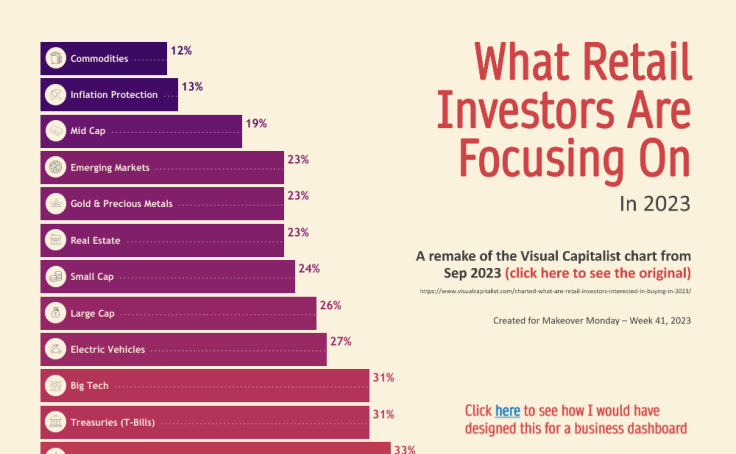 Commodities 12%
Inflation Protection 13%
Mid Cap 19%
Emerging Markets 23%
Gold & Precious Metals 23%
Real Estate 23%
Small Cap 24%
Large Cap 26%
Electric Vehicles 27%
Big Tech 31%
Treasuries (T-Bills) 31%
33%
What Retail
Investors Are
Focusing On
In 2023
A remake of the Visual Capitalist chart from
Sep 2023 (click here to see the original)
https://www.visualcapitalist.com/charted-what-are-retail-investors-interested-in-buying-in-2023/
Created for Makeover Monday – Week 41, 2023
Click here to see how I would have
designed this for a business dashboard